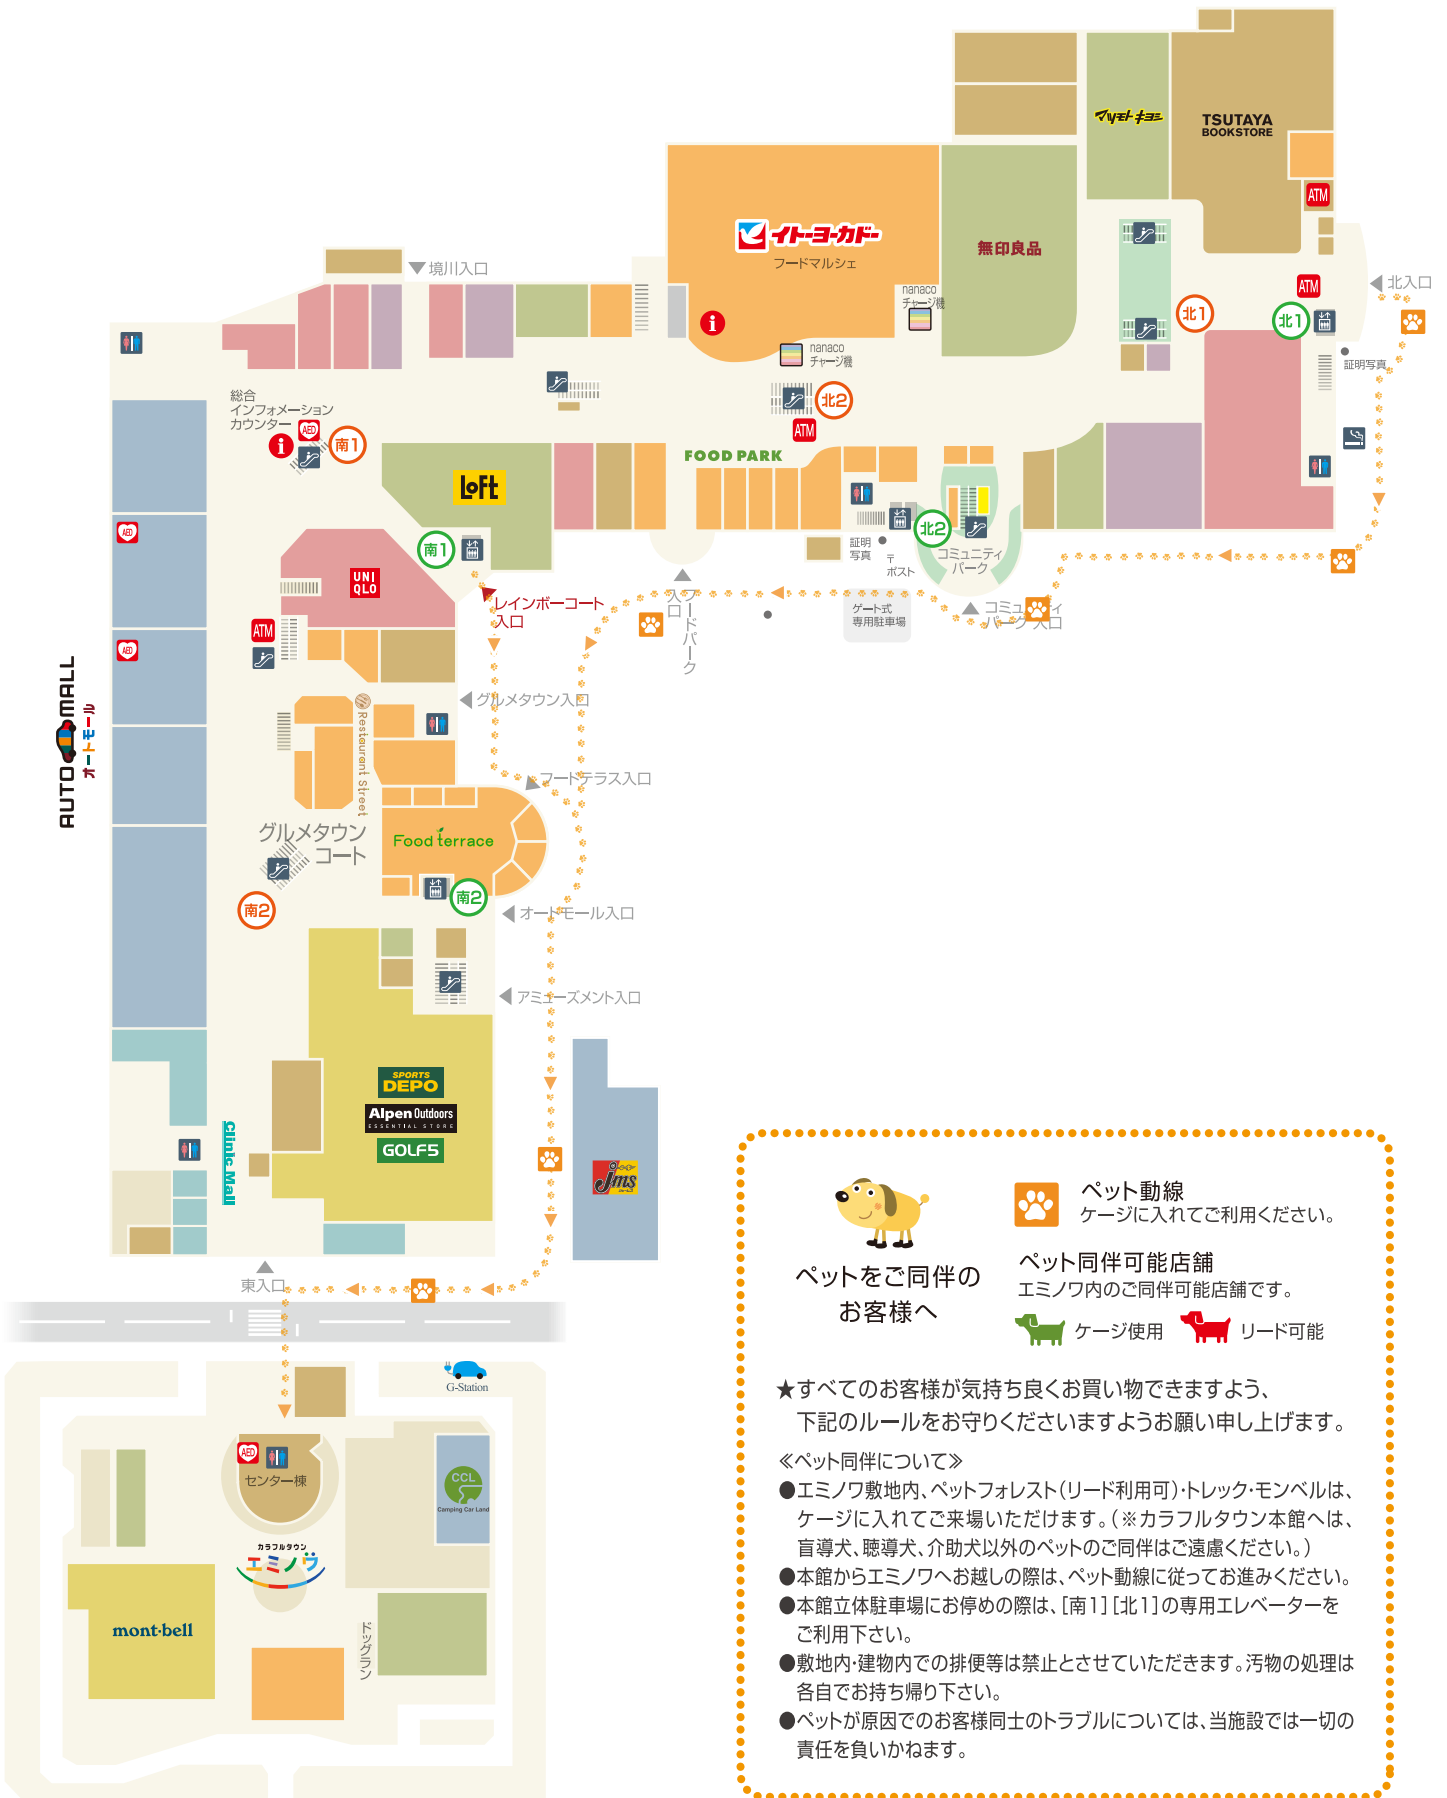 マツモトキヨシ
TSUTAYA
BOOKSTORE
ATM
イトーヨーカドー
フードマルシェ
無印良品
境川入口
nanaco
チャージ機
nanaco
チャージ機
北1
ATM
北1
北入口
証明写真
総合
インフォメーション
カウンター
AED
南1
北2
ATM
FOOD PARK
LOFT
北2
証明
写真
〒
ポスト
コミュニティ
パーク
AED
南1
UNI
QLO
レインボーコート
入口
フードパーク
入口
ゲート式
専用駐車場
コミュニティ
パーク入口
ATM
AED
AUTO MALL
オートモール
グルメタウン入口
Restaurant Street
フードテラス入口
グルメタウン
コート
Food terrace
南2
南2
オートモール入口
アミューズメント入口
SPORTS
DEPO
Alpen Outdoors
ESSENTIAL STORE
GOLF5
Clinic Mall
jms
東入口
G-Station
AED
センター棟
CCL
Camping Car Land
カラフルタウン
エミノワ
mont-bell
ドッグラン
ペットをご同伴の
お客様へ
ペット動線
ケージに入れてご利用ください。
ペット同伴可能店舗
エミノワ内のご同伴可能店舗です。
ケージ使用
リード可能
★すべてのお客様が気持ち良くお買い物できますよう、
下記のルールをお守りくださいますようお願い申し上げます。
≪ペット同伴について≫
●エミノワ敷地内、ペットフォレスト（リード利用可）・トレック・モンベルは、
ケージに入れてご来場いただけます。（※カラフルタウン本館へは、
盲導犬、聴導犬、介助犬以外のペットのご同伴はご遠慮ください。）
●本館からエミノワへお越しの際は、ペット動線に従ってお進みください。
●本館立体駐車場にお停めの際は、［南1］［北1］の専用エレベーターを
ご利用下さい。
●敷地内・建物内での排便等は禁止とさせていただきます。汚物の処理は
各自でお持ち帰り下さい。
●ペットが原因でのお客様同士のトラブルについては、当施設では一切の
責任を負いかねます。